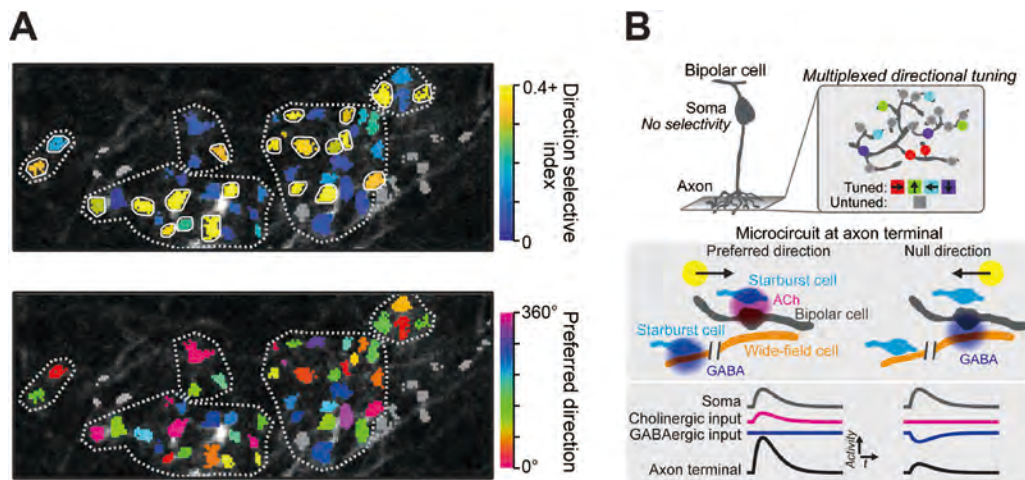 A
0.4+
Direction selective
index
0
360°
Preferred direction
0°
B
Bipolar cell
Soma
No selectivity
Axon
Multiplexed directional tuning
Tuned:
Untuned:
Microcircuit at axon terminal
Preferred direction
Null direction
Starburst cell
ACh
Bipolar cell
Starburst cell
Wide-field cell
GABA
GABA
Soma
Cholinergic input
GABAergic input
Axon terminal
Activity
t